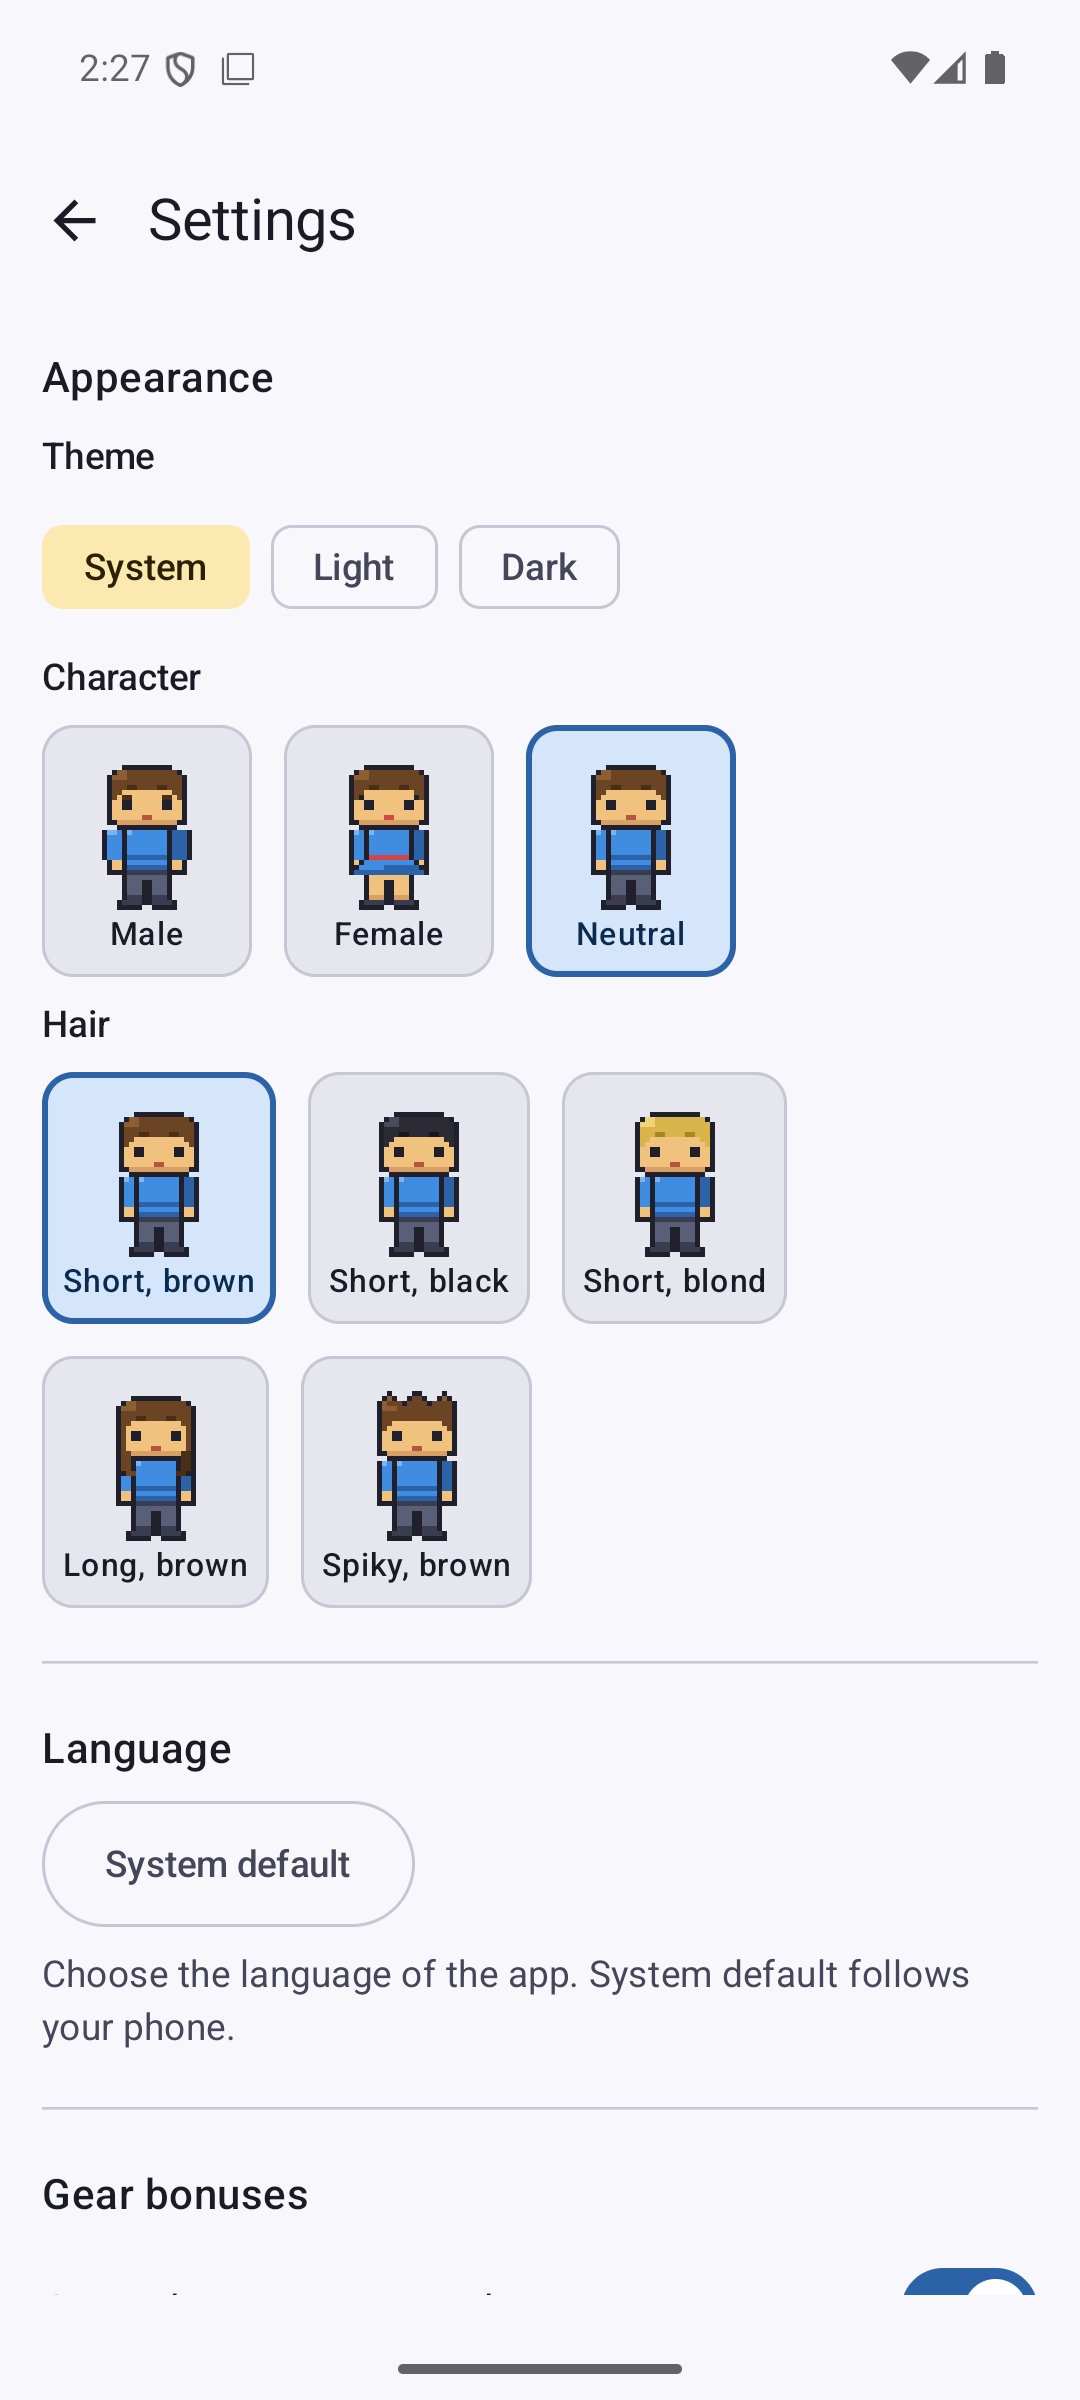 2:27
Settings
Appearance
Theme
System Light Dark
Character
Male Female Neutral
Hair
Short, brown Short, black Short, blond
Long, brown Spiky, brown
Language
System default
Choose the language of the app. System default follows
your phone.
Gear bonuses